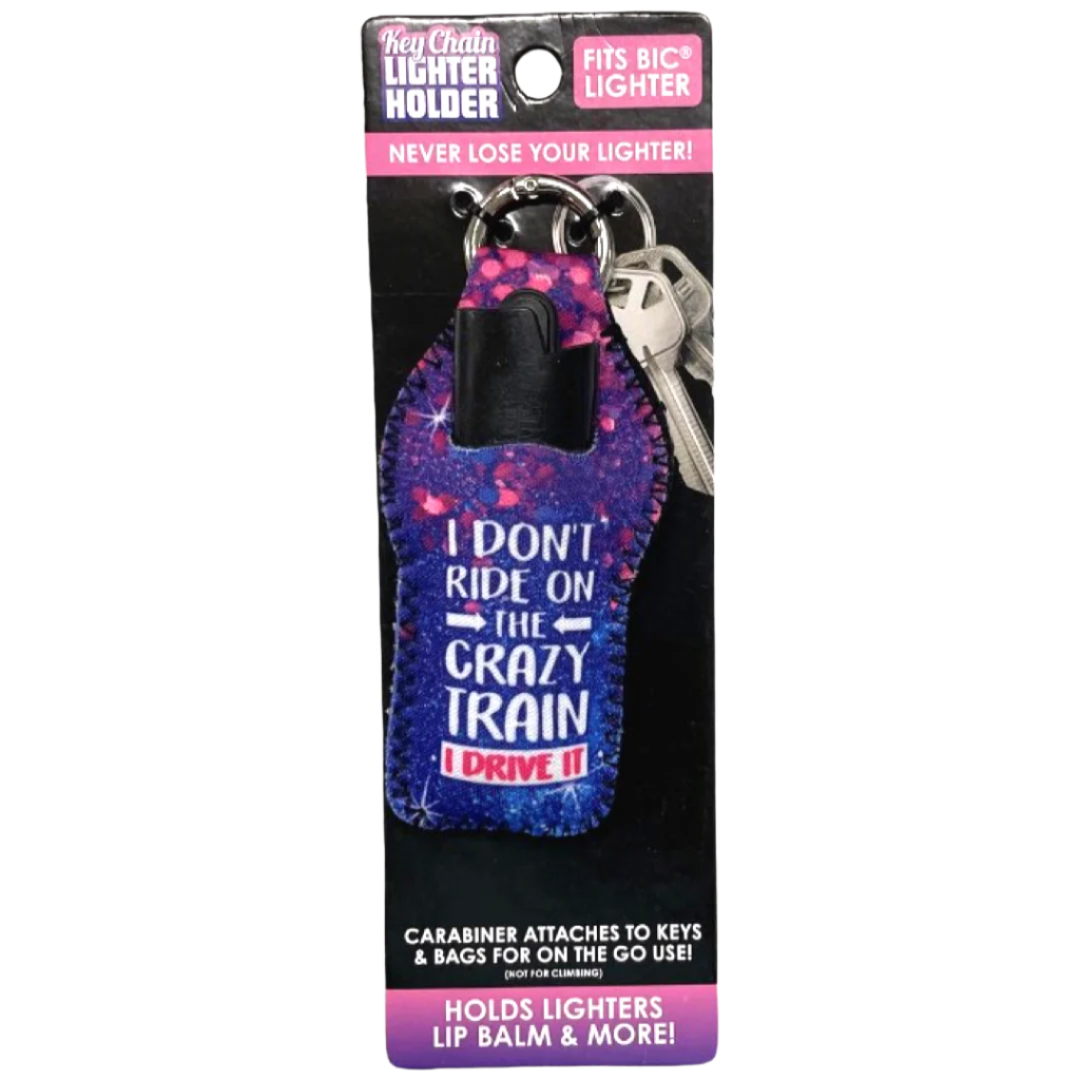 Key Chain
LIGHTER
HOLDER
FITS BIC®
LIGHTER
NEVER LOSE YOUR LIGHTER!
I DON'T
RIDE ON
THE
CRAZY
TRAIN
I DRIVE IT
CARABINER ATTACHES TO KEYS
& BAGS FOR ON THE GO USE!
(NOT FOR CLIMBING)
HOLDS LIGHTERS
LIP BALM & MORE!